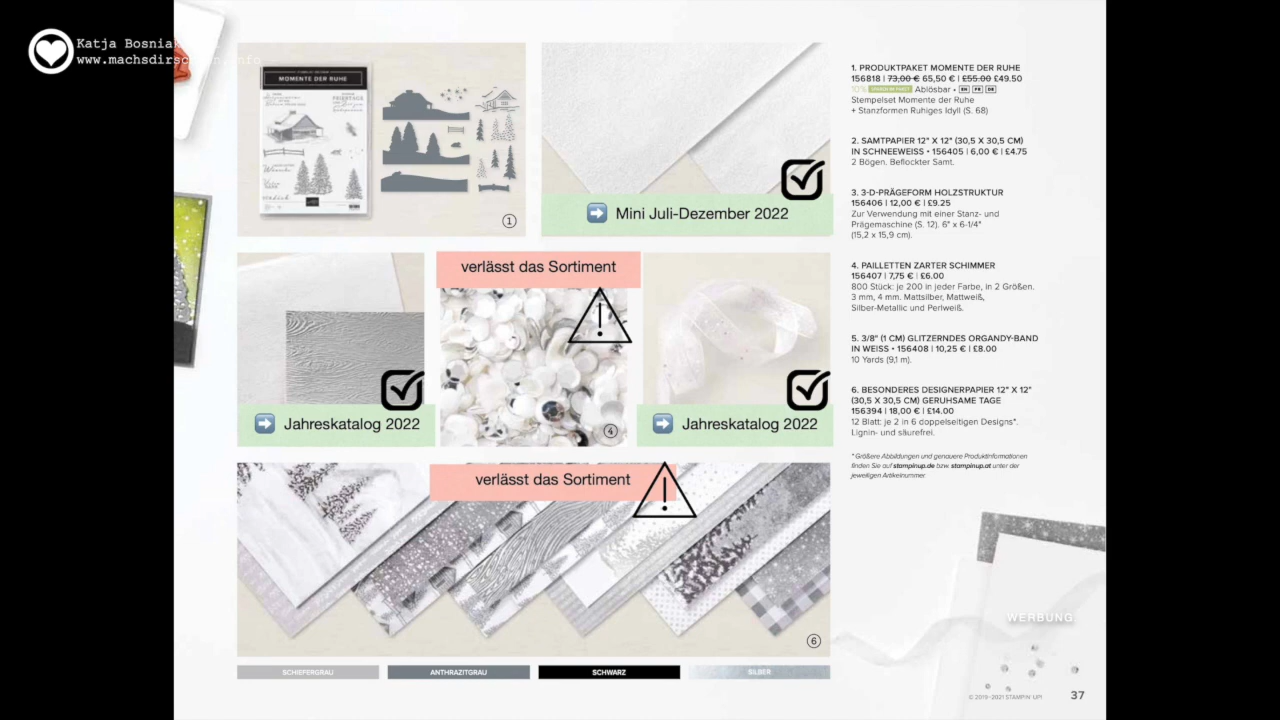 Katja Bosniak
www.machsdirschoen.info
MOMENTE DER RUHE
1
Mini Juli-Dezember 2022
verlässt das Sortiment
Jahreskatalog 2022
4
Jahreskatalog 2022
verlässt das Sortiment
6
SCHIEFERGRAU
ANTHRAZITGRAU
SCHWARZ
SILBER
1. PRODUKTPAKET MOMENTE DER RUHE
156818 | 73,00 € 65,50 € | £55.00 £49.50
Ablösbar • EN FR DE
Stempelset Momente der Ruhe
+ Stanzformen Ruhiges Idyll (S. 68)
2. SAMTPAPIER 12" X 12" (30,5 X 30,5 CM)
IN SCHNEEWEISS • 156405 | 6,00 € | £4.75
2 Bögen. Beflockter Samt.
3. 3-D-PRÄGEFORM HOLZSTRUKTUR
156406 | 12,00 € | £9.25
Zur Verwendung mit einer Stanz- und
Prägemaschine (S. 12). 6" x 6-1/4"
(15,2 x 15,9 cm).
4. PAILLETTEN ZARTER SCHIMMER
156407 | 7,75 € | £6.00
800 Stück: je 200 in jeder Farbe, in 2 Größen.
3 mm, 4 mm. Mattsilber, Mattweiß,
Silber-Metallic und Perlweiß.
5. 3/8" (1 CM) GLITZERNDES ORGANDY-BAND
IN WEISS • 156408 | 10,25 € | £8.00
10 Yards (9,1 m).
6. BESONDERES DESIGNERPAPIER 12" X 12"
(30,5 X 30,5 CM) GERUHSAME TAGE
156394 | 18,00 € | £14.00
12 Blatt: je 2 in 6 doppelseitigen Designs*.
Lignin- und säurefrei.
* Größere Abbildungen und genauere Produktinformationen
finden Sie auf stampinup.de bzw. stampinup.at unter der
jeweiligen Artikelnummer.
WERBUNG
© 2019–2021 STAMPIN' UP!
37